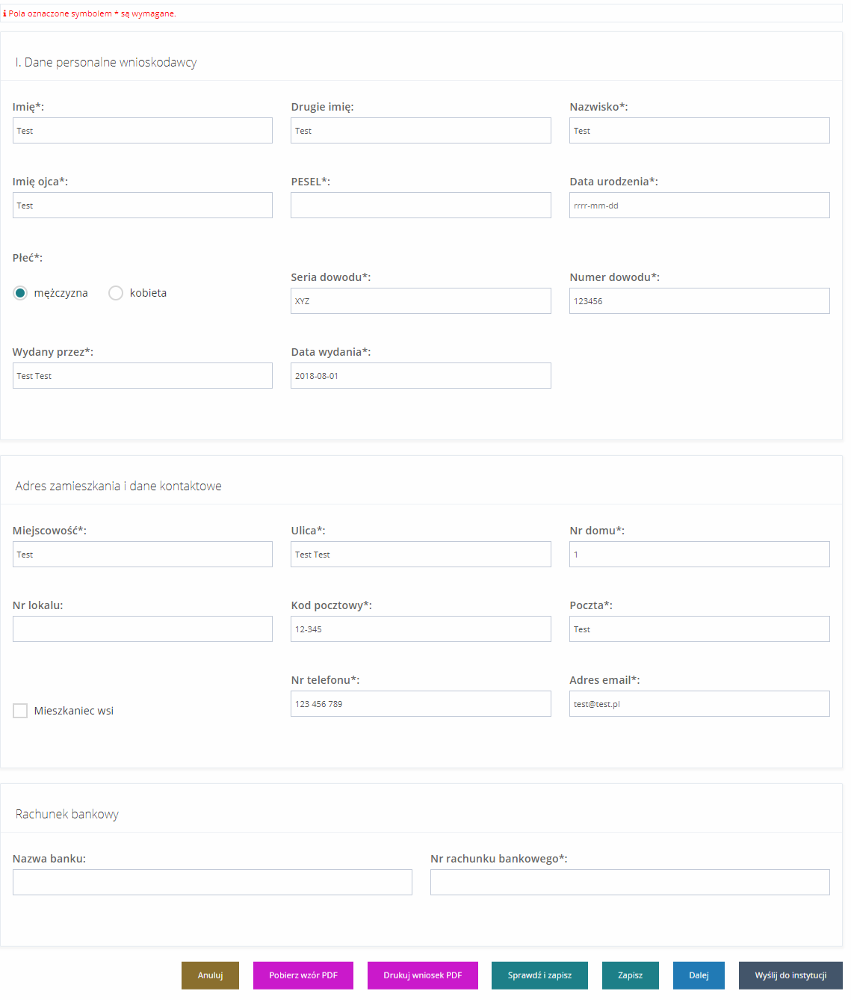 i Pola oznaczone symbolem * są wymagane.
I. Dane personalne wnioskodawcy
Imię*: Drugie imię: Nazwisko*:
Test Test Test
Imię ojca*: PESEL*: Data urodzenia*:
Test rrrr-mm-dd
Płeć*:
Seria dowodu*: Numer dowodu*:
mężczyzna kobieta
XYZ 123456
Wydany przez*: Data wydania*:
Test Test 2018-08-01
Adres zamieszkania i dane kontaktowe
Miejscowość*: Ulica*: Nr domu*:
Test Test Test 1
Nr lokalu: Kod pocztowy*: Poczta*:
12-345 Test
Nr telefonu*: Adres email*:
123 456 789 test@test.pl
Mieszkaniec wsi
Rachunek bankowy
Nazwa banku: Nr rachunku bankowego*:
Anuluj Pobierz wzór PDF Drukuj wniosek PDF Sprawdź i zapisz Zapisz Dalej Wyślij do instytucji